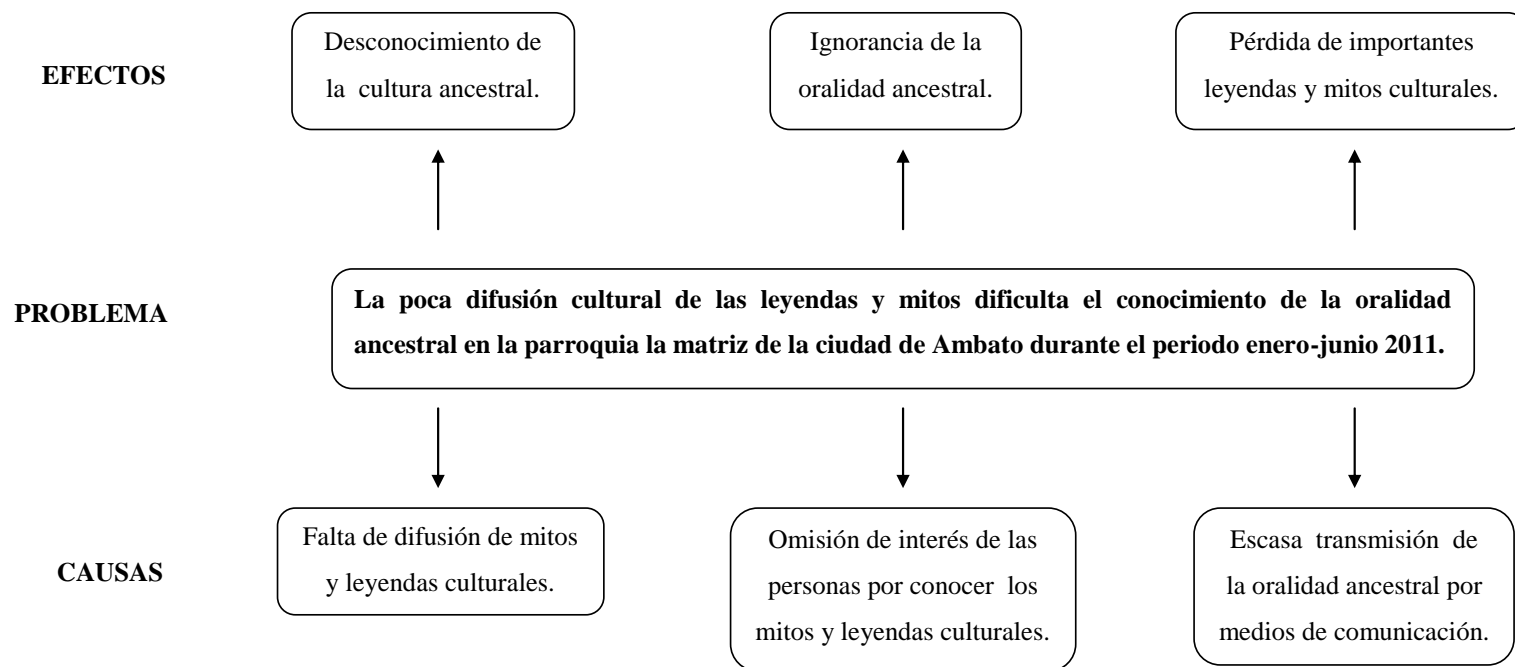 EFECTOS
Desconocimiento de
la cultura ancestral.
Ignorancia de la
oralidad ancestral.
Pérdida de importantes
leyendas y mitos culturales.
PROBLEMA
La poca difusión cultural de las leyendas y mitos dificulta el conocimiento de la oralidad
ancestral en la parroquia la matriz de la ciudad de Ambato durante el periodo enero-junio 2011.
CAUSAS
Falta de difusión de mitos
y leyendas culturales.
Omisión de interés de las
personas por conocer los
mitos y leyendas culturales.
Escasa transmisión de
la oralidad ancestral por
medios de comunicación.